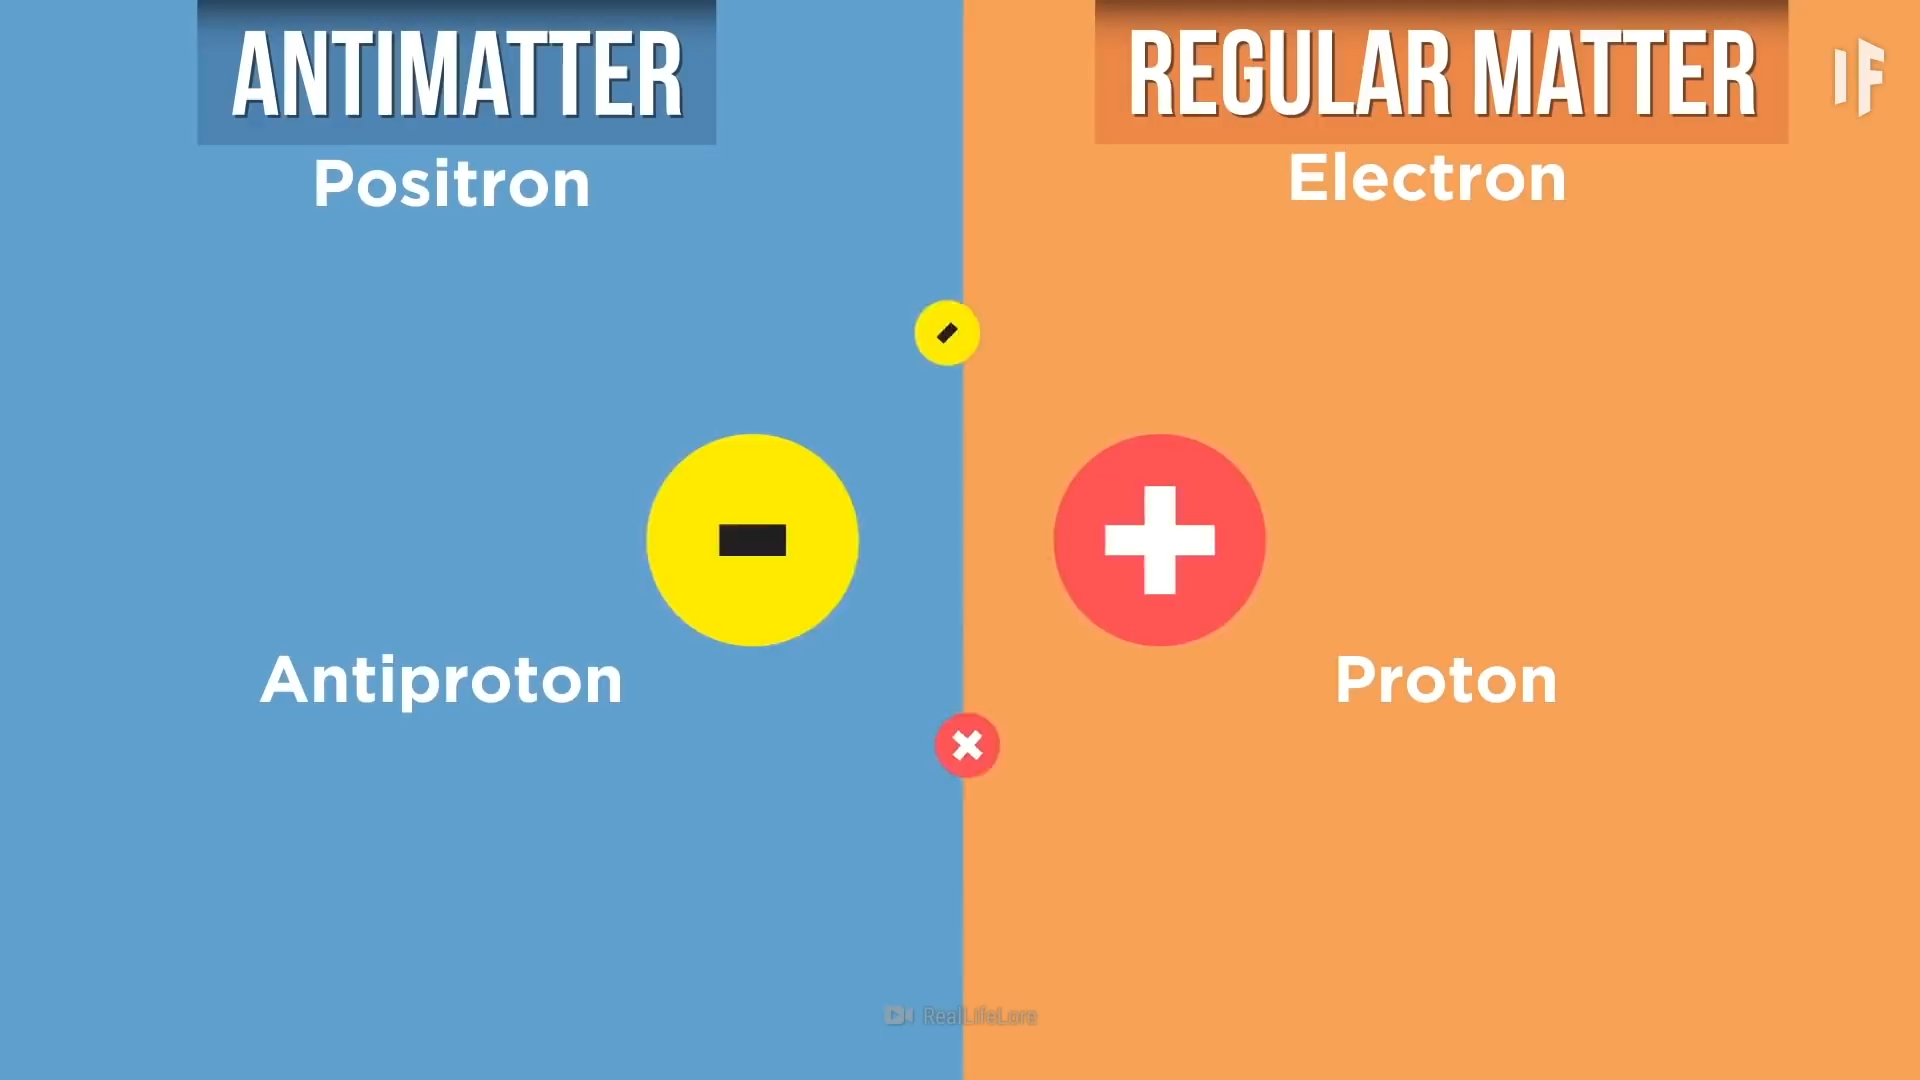 ANTIMATTER
REGULAR MATTER
IF
Positron
Electron
Antiproton
Proton
RealLifeLore